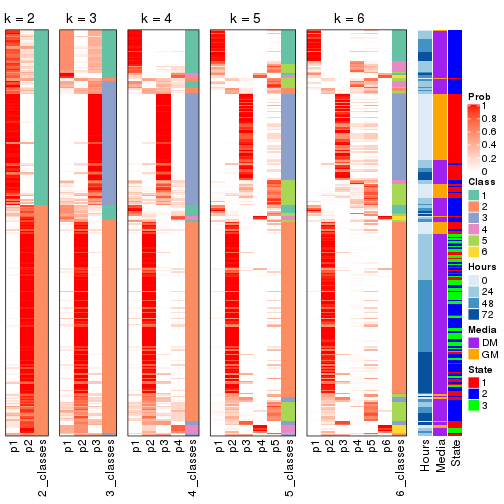 k = 2
k = 3
k = 4
k = 5
k = 6
Prob
1
0.8
0.6
0.4
0.2
0
Class
1
2
3
4
5
6
Hours
0
24
48
72
Media
DM
GM
State
1
2
3
p1
p2
2_classes
p1
p2
p3
3_classes
p1
p2
p3
p4
4_classes
p1
p2
p3
p4
p5
5_classes
p1
p2
p3
p4
p5
p6
6_classes
Hours
Media
State